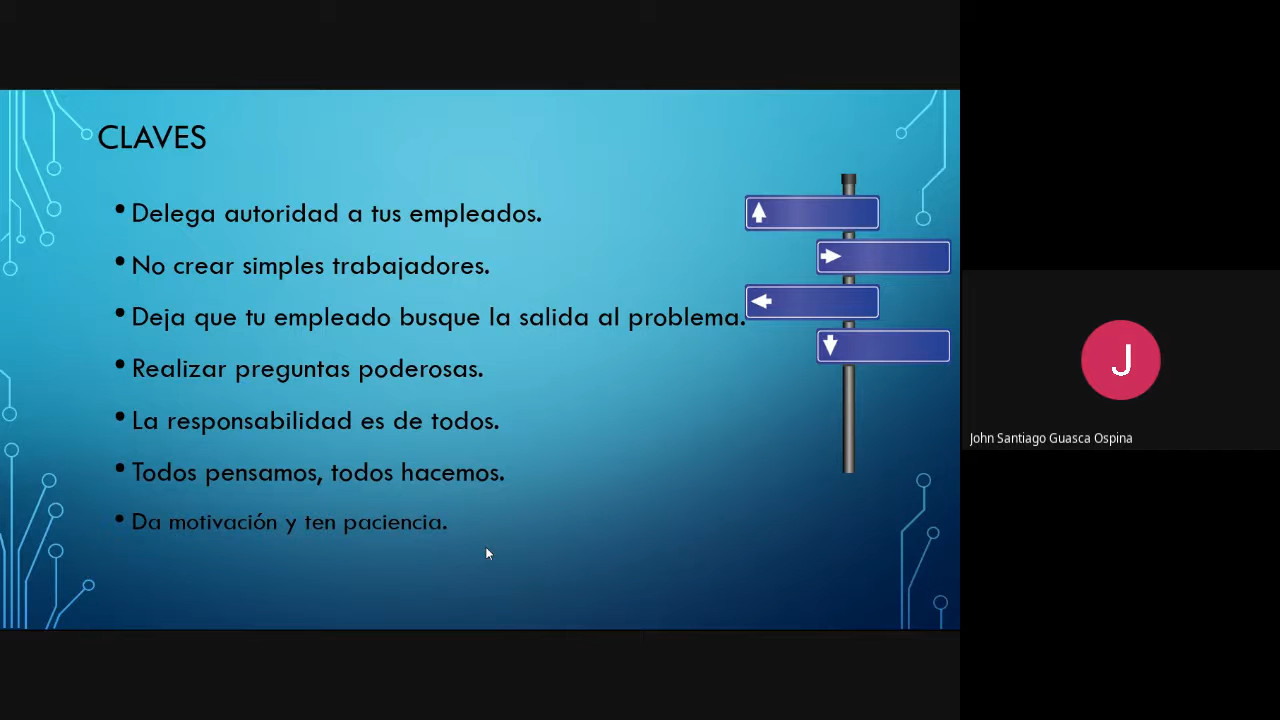 CLAVES
• Delega autoridad a tus empleados.
• No crear simples trabajadores.
• Deja que tu empleado busque la salida al problema.
• Realizar preguntas poderosas.
• La responsabilidad es de todos.
• Todos pensamos, todos hacemos.
• Da motivación y ten paciencia.
J
John Santiago Guasca Ospina